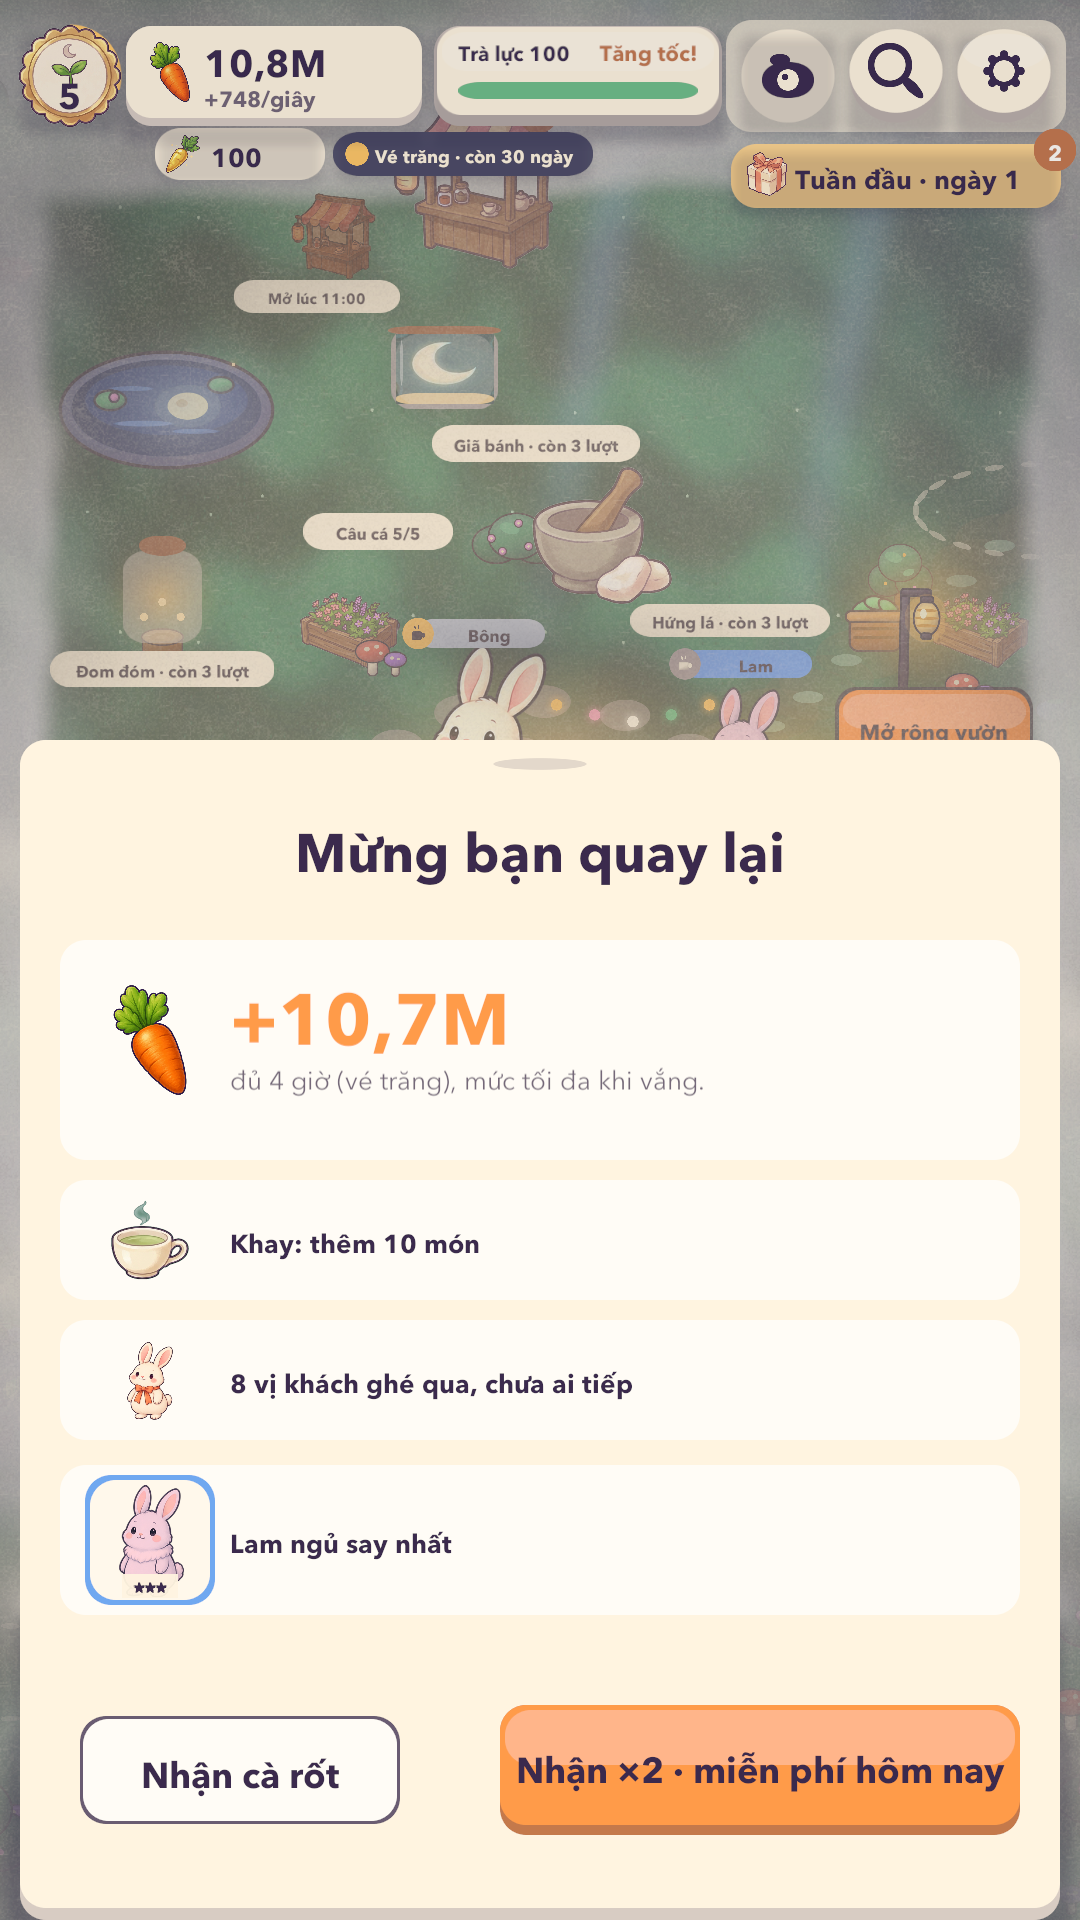 5
10,8M
+748/giây
Trà lực 100
Tăng tốc!
100
Vé trăng · còn 30 ngày
2
Tuần đầu · ngày 1
Mở lúc 11:00
Giã bánh · còn 3 lượt
Câu cá 5/5
Hứng lá · còn 3 lượt
Bông
Lam
Đom đóm · còn 3 lượt
Mở rộng vườn
Mừng bạn quay lại
+10,7M
đủ 4 giờ (vé trăng), mức tối đa khi vắng.
Khay: thêm 10 món
8 vị khách ghé qua, chưa ai tiếp
Lam ngủ say nhất
Nhận cà rốt
Nhận ×2 · miễn phí hôm nay